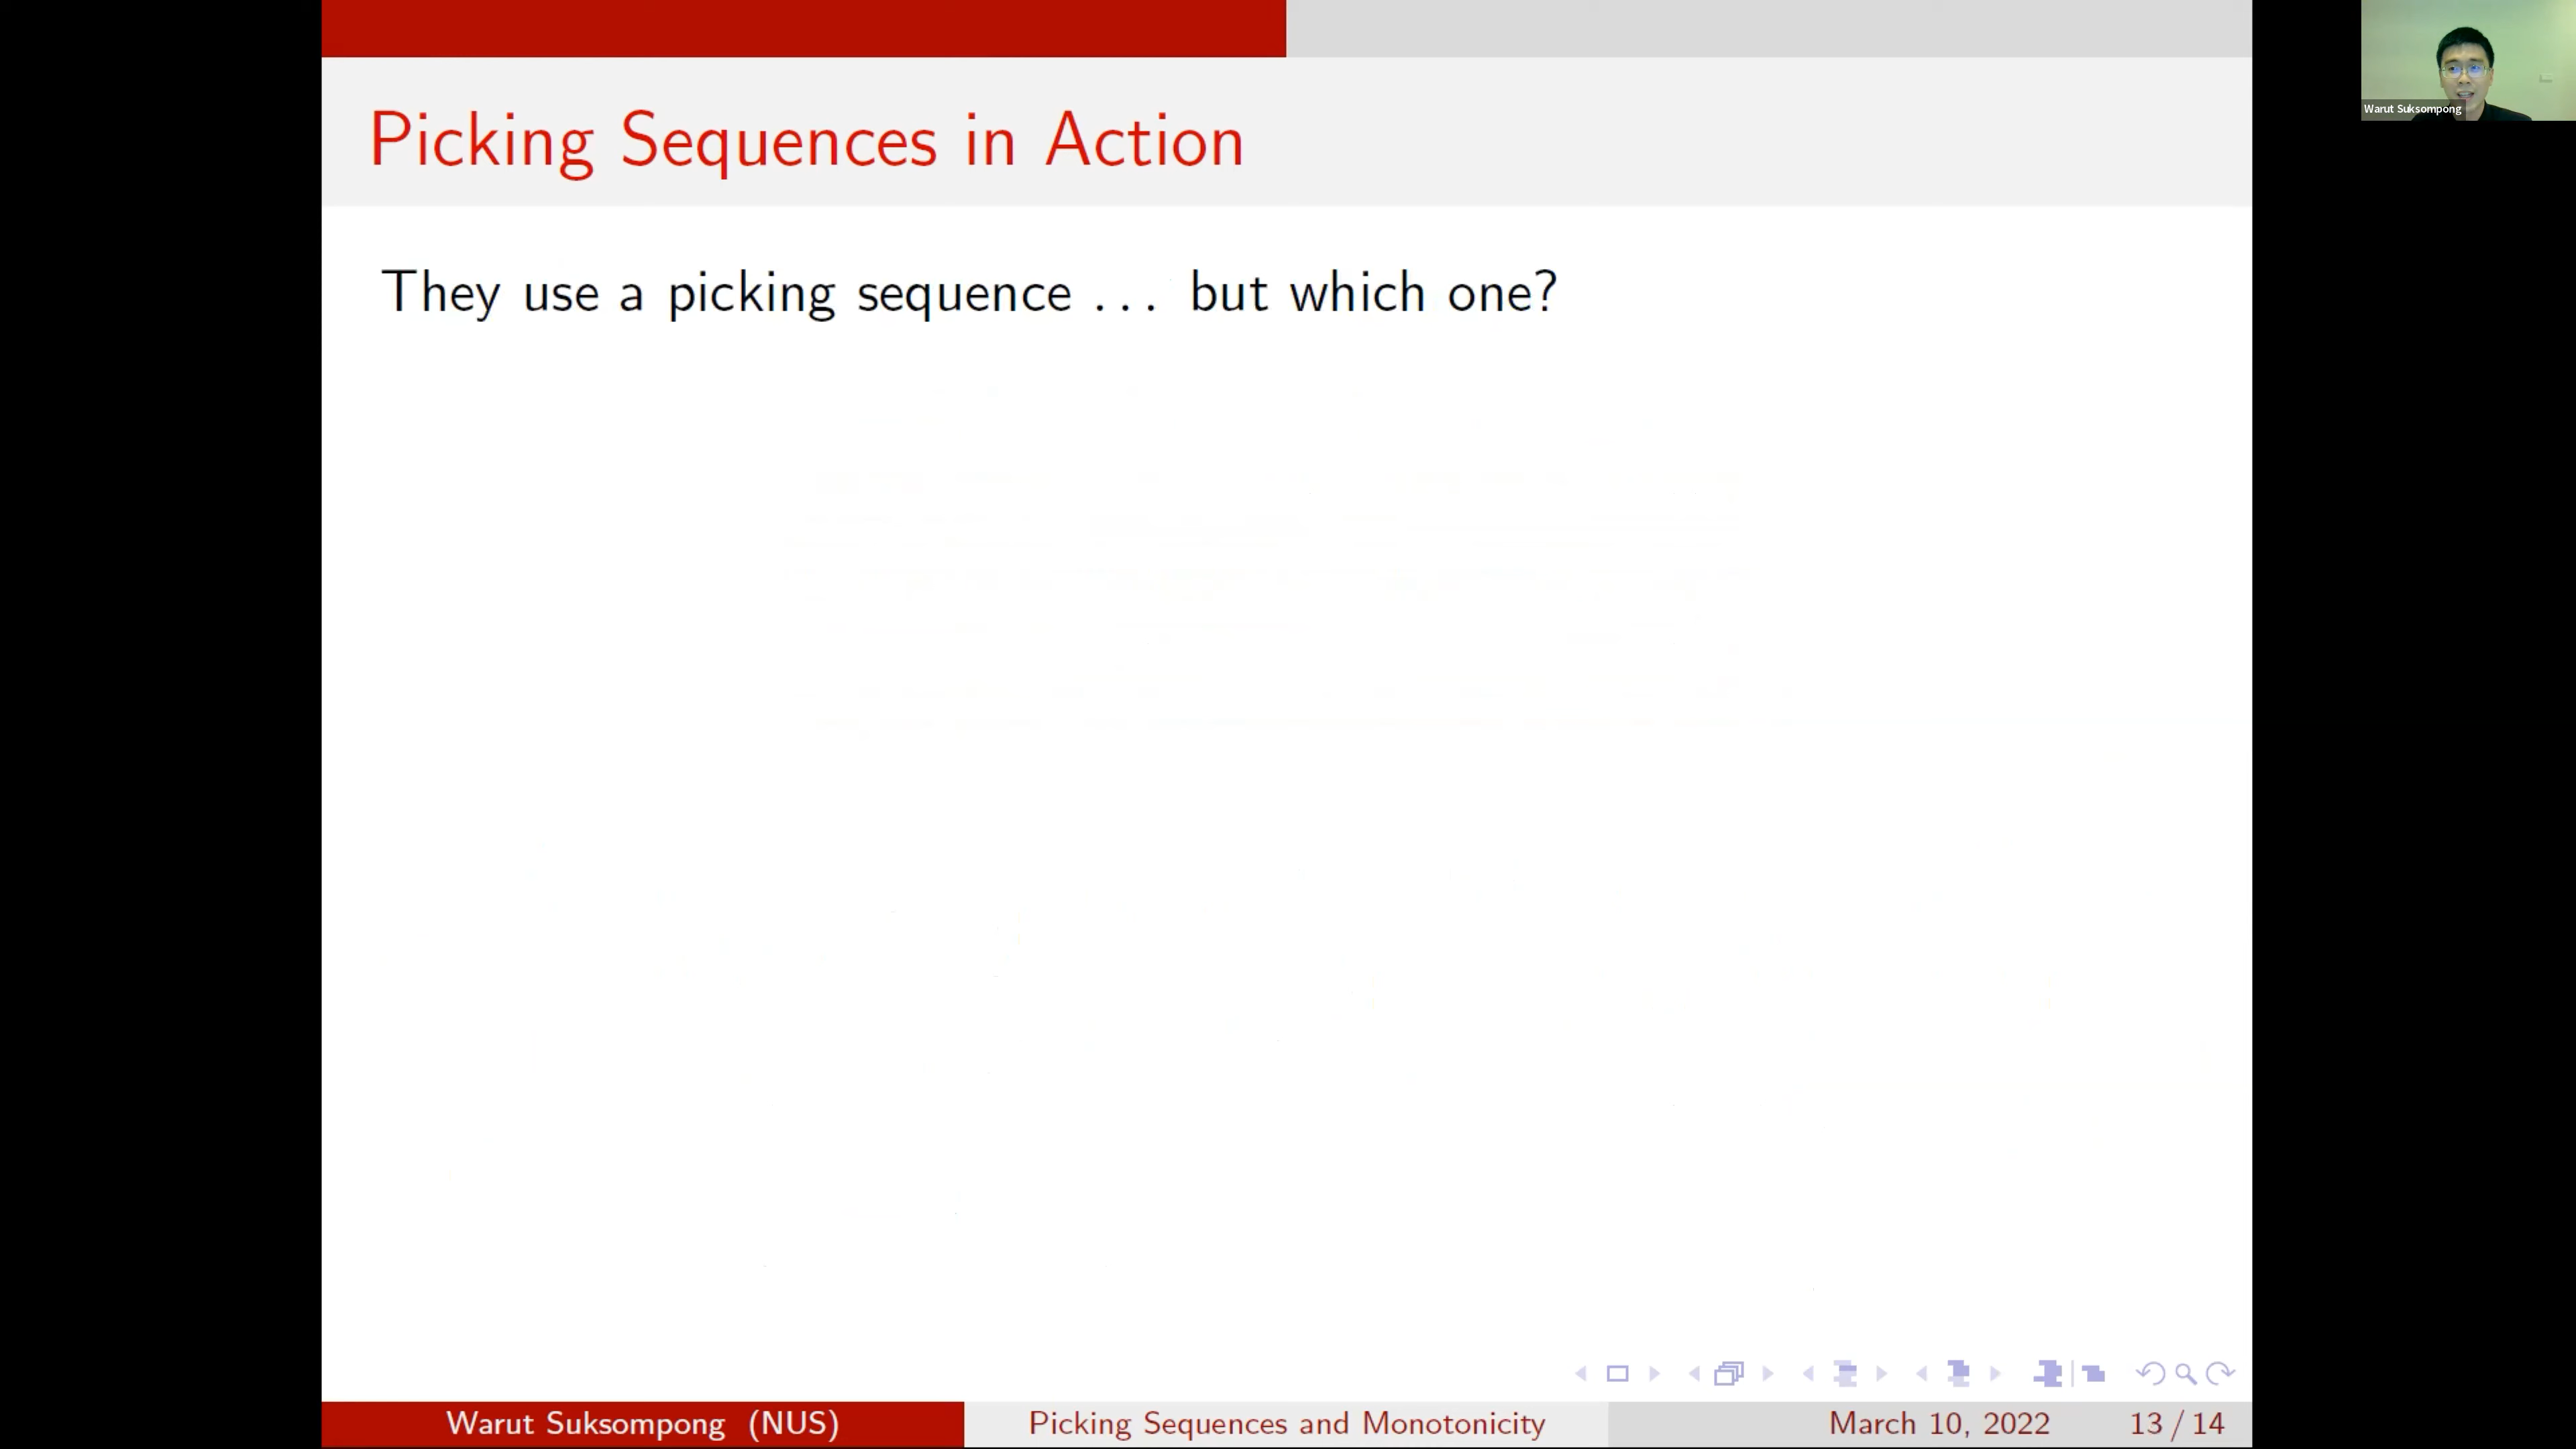 Picking Sequences in Action
Warut Suksompong
They use a picking sequence ... but which one?
Warut Suksompong (NUS)
Picking Sequences and Monotonicity
March 10, 2022
13 / 14